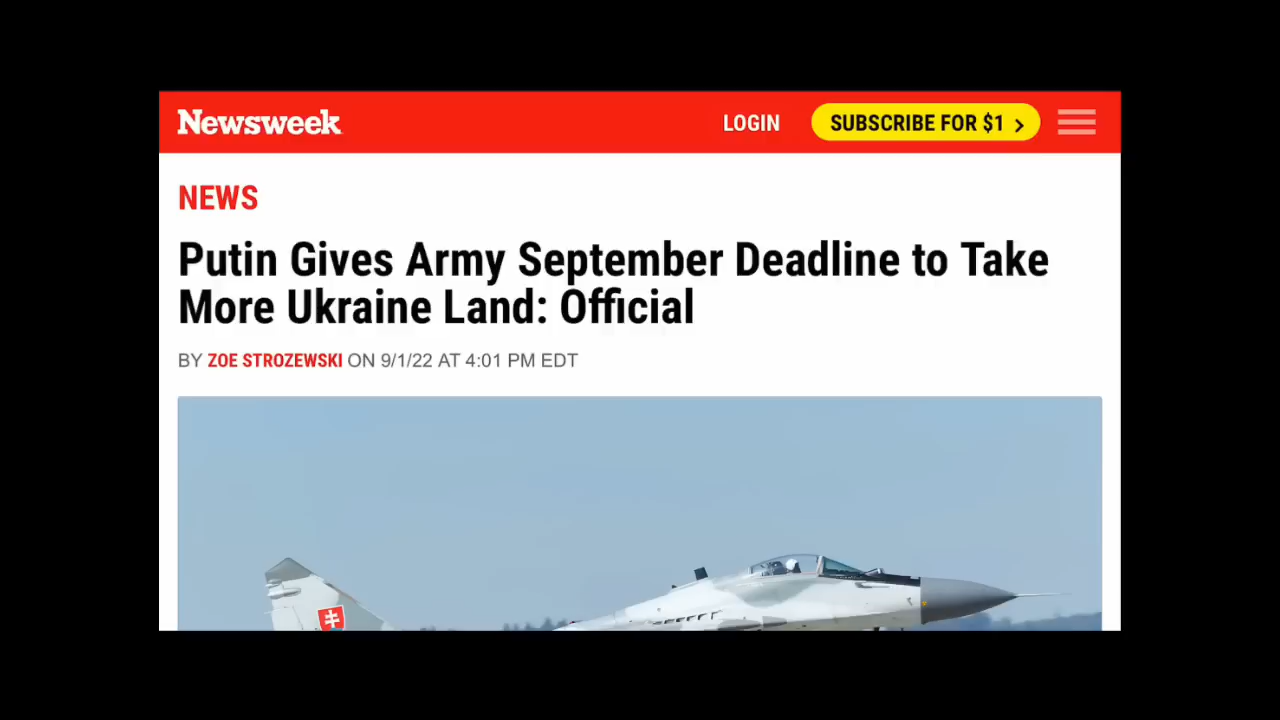 Newsweek
LOGIN
SUBSCRIBE FOR $1
NEWS
Putin Gives Army September Deadline to Take
More Ukraine Land: Official
BY ZOE STROZEWSKI ON 9/1/22 AT 4:01 PM EDT